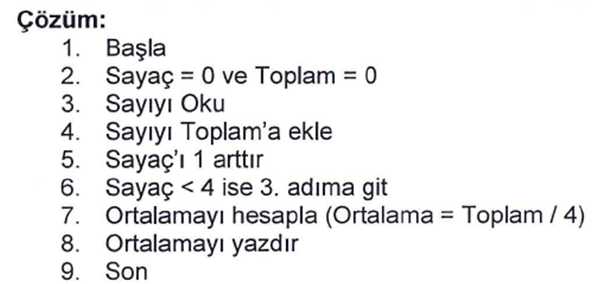 Çözüm:
1. Başla
2. Sayaç = 0 ve Toplam = 0
3. Sayıyı Oku
4. Sayıyı Toplam'a ekle
5. Sayaç'ı 1 arttır
6. Sayaç < 4 ise 3. adıma git
7. Ortalamayı hesapla (Ortalama = Toplam / 4)
8. Ortalamayı yazdır
9. Son